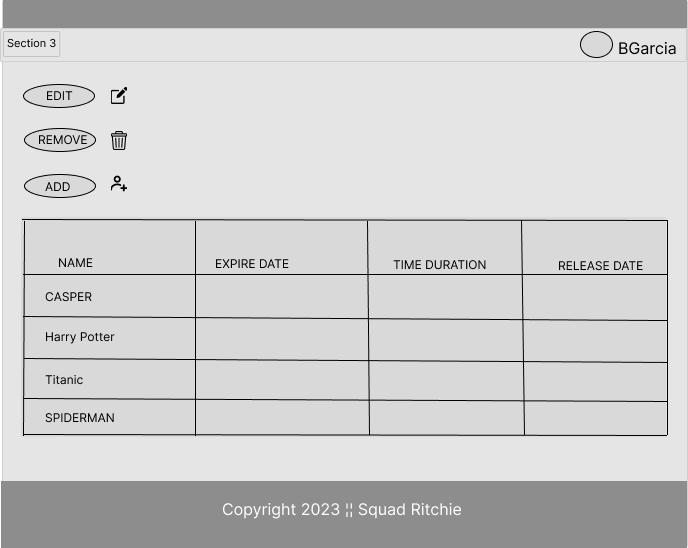 Section 3
BGarcia
EDIT
REMOVE
ADD
NAME EXPIRE DATE TIME DURATION RELEASE DATE
CASPER
Harry Potter
Titanic
SPIDERMAN
Copyright 2023 ¦¦ Squad Ritchie